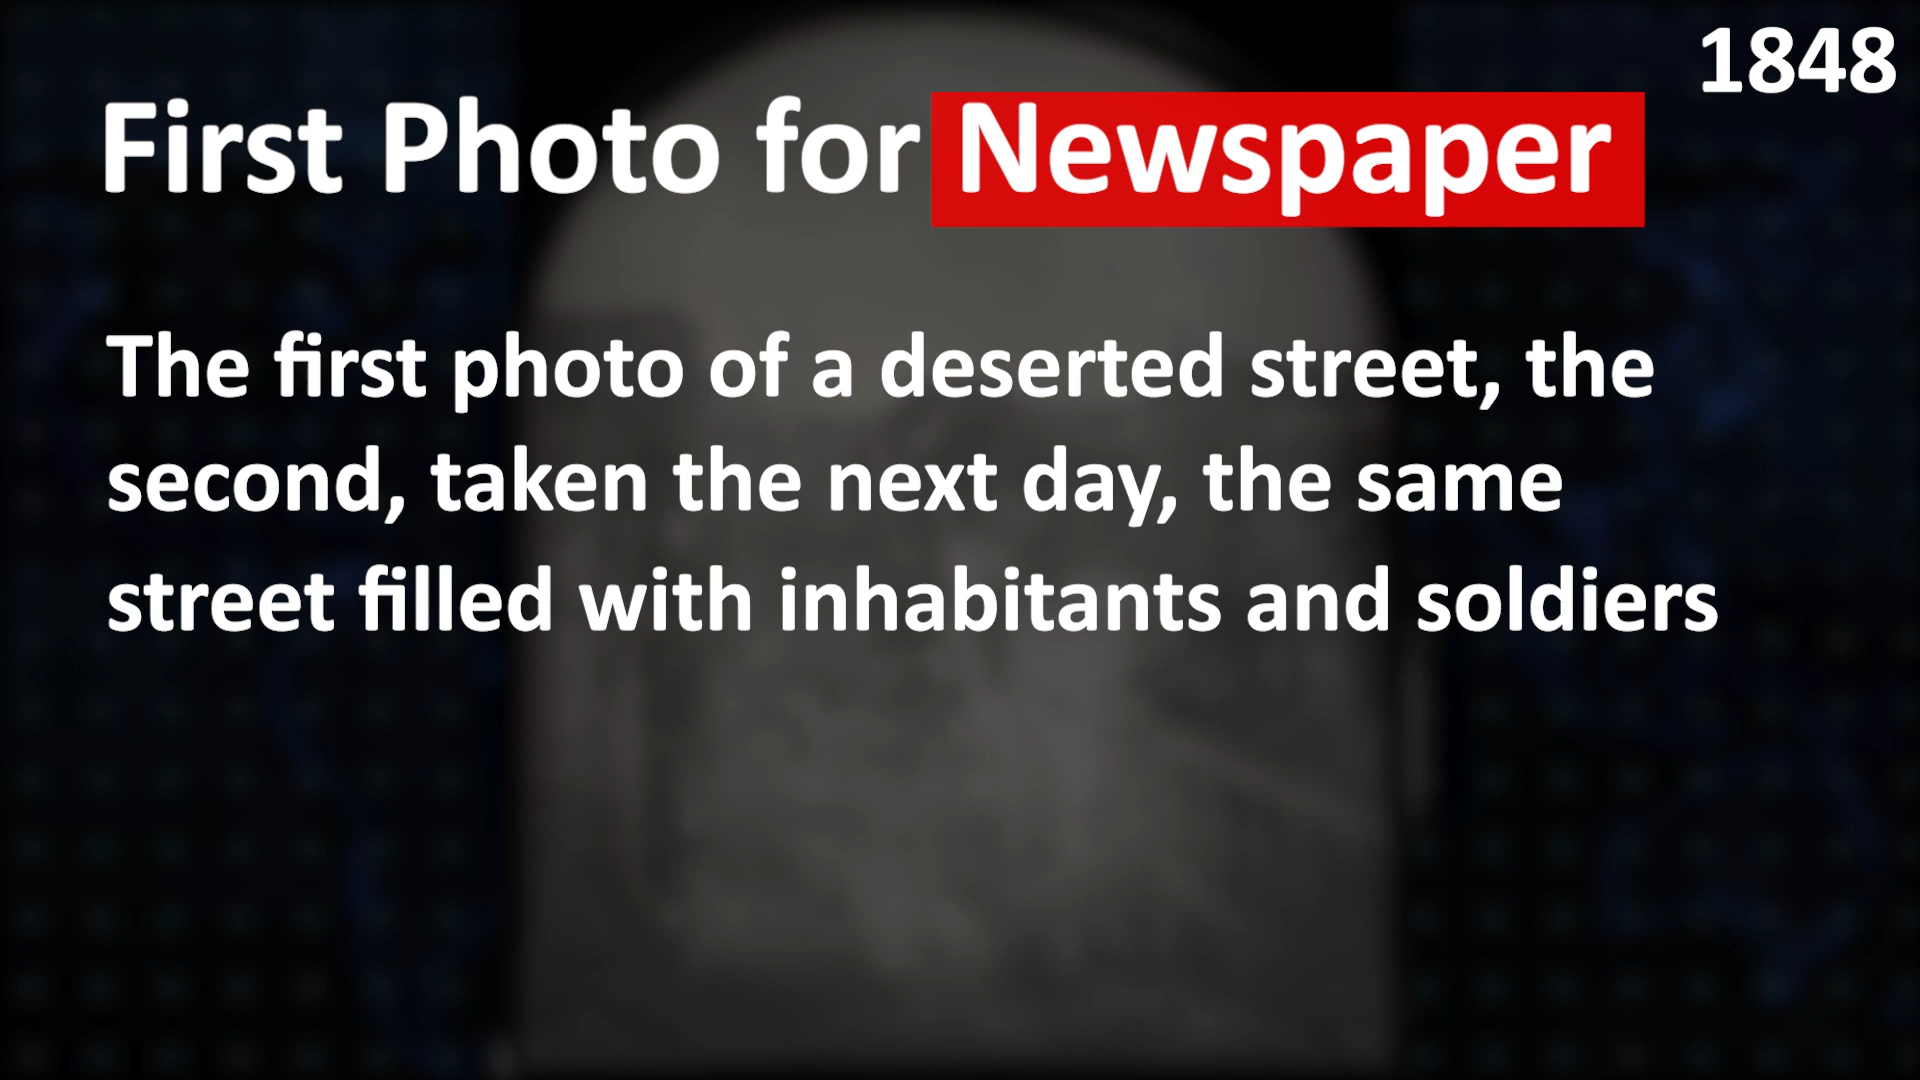 1848
First Photo for Newspaper
The first photo of a deserted street, the
second, taken the next day, the same
street filled with inhabitants and soldiers